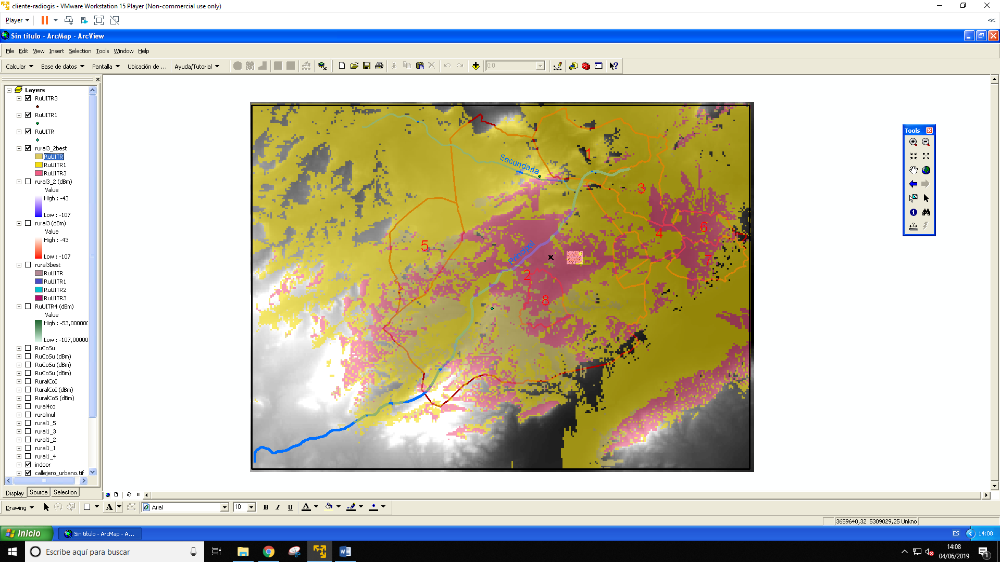 cliente-radiogis - VMware Workstation 15 Player (Non-commercial use only)
Player
Sin título - ArcMap - ArcView
File Edit View Insert Selection Tools Window Help
Calcular Base de datos Pantalla Ubicación de ... Ayuda/Tutorial 0:0
Layers
RuUITR3
RuUITR1
RuUITR
rural3_2best
RuUITR
RuUITR1
RuUITR3
rural3_2 (dBm)
Value
High : -43
Low : -107
rural3 (dBm)
Value
High : -43
Low : -107
rural3best
RuUITR
RuUITR1
RuUITR2
RuUITR3
RuUITR4 (dBm)
Value
High : -53,000000
Low : -107,00000
RuCoSu
RuCoSu (dBm)
RuCoSu (dBm)
RuCoSu (dBm)
RuralCoI
RuralCoI (dBm)
RuralCoS (dBm)
rural4co
ruralmul
rural1_5
rural1_3
rural1_2
rural1_1
rural1_4
indoor
callejero_urbano.tif
Display Source Selection
Secundaria
Principel
1
3
4
6
5
7
2
8
Tools
Drawing A Arial 10 B I U A
3659640,32 5309029,25 Unkno
Inicio Sin título - ArcMap - A... ES 14:08
Escribe aquí para buscar
14:08
04/06/2019
1